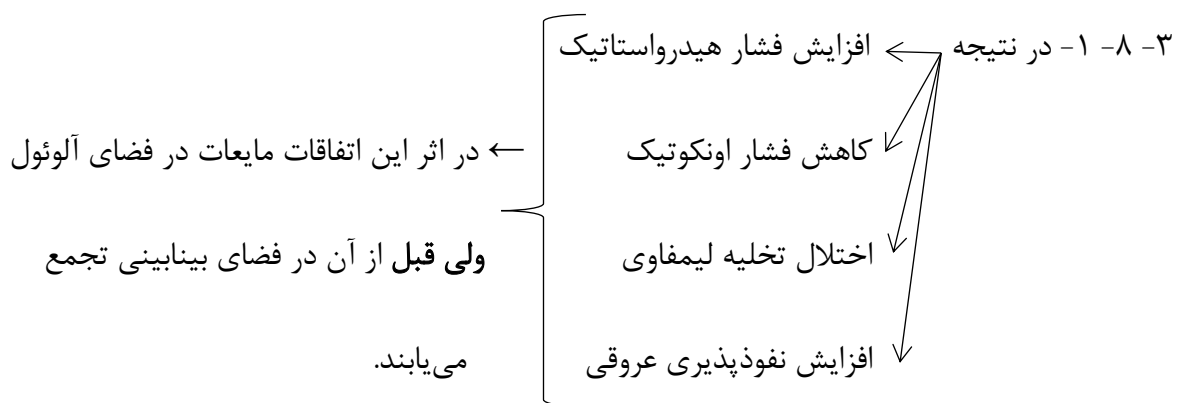 ۳- ۸- ۱- در نتیجه افزایش فشار هیدرواستاتیک
کاهش فشار اونکوتیک ← در اثر این اتفاقات مایعات در فضای آلوئول
اختلال تخلیه لیمفاوی ولی قبل از آن در فضای بینابینی تجمع
افزایش نفوذپذیری عروقی می‌یابند.